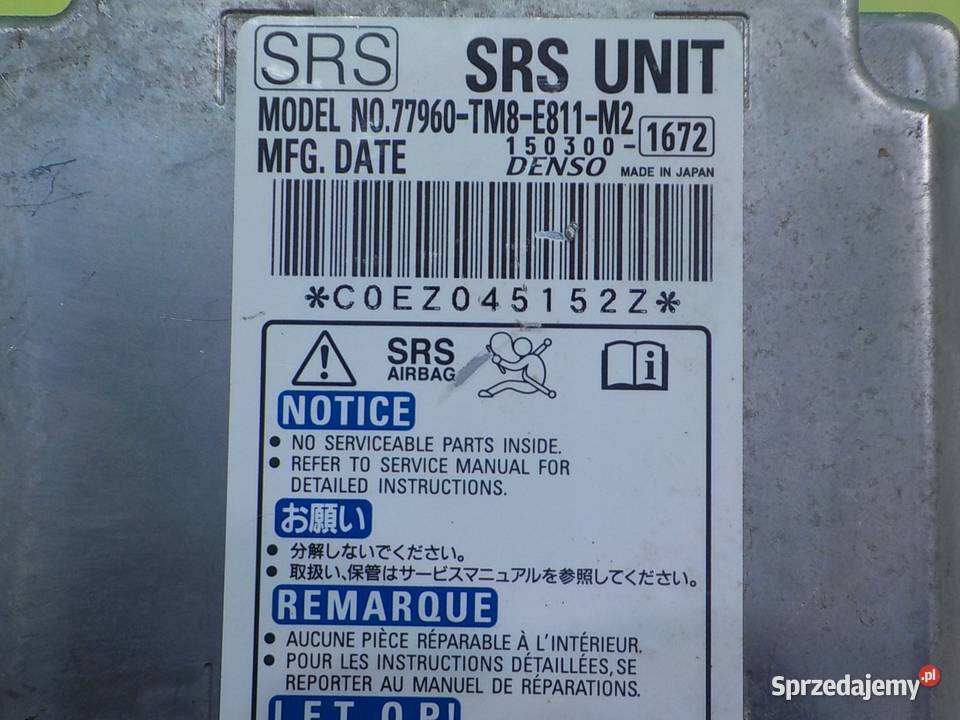 SRS SRS UNIT
MODEL NO.77960-TM8-E811-M2
150300-1672
MFG. DATE DENSO MADE IN JAPAN
*C0EZ045152Z*
SRS
AIRBAG
NOTICE
● NO SERVICEABLE PARTS INSIDE.
● REFER TO SERVICE MANUAL FOR
DETAILED INSTRUCTIONS.
お願い
● 分解しないでください。
● 取扱い、保管はサービスマニュアルを参照してください。
REMARQUE
● AUCUNE PIÈCE RÉPARABLE À L'INTÉRIEUR.
● POUR LES INSTRUCTIONS DÉTAILLÉES, SE
REPORTER AU MANUEL DE RÉPARATIONS.
LET OP!
Sprzedajemy.pl